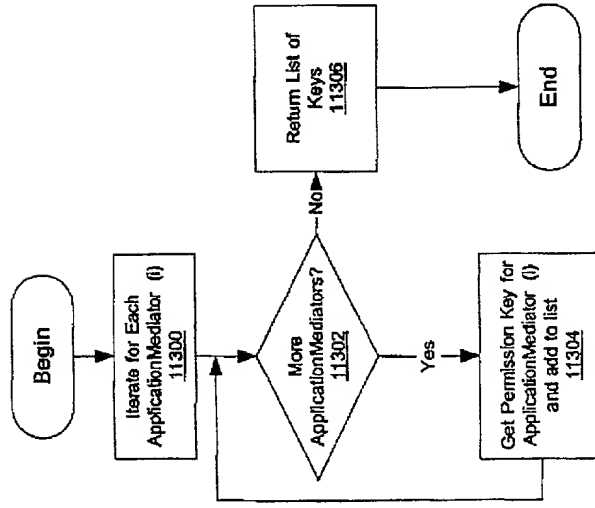 Begin
Iterate for Each
ApplicationMediator (i)
11300
More
ApplicationMediators?
11302
No
Return List of
Keys
11306
End
Yes
Get Permission Key for
ApplicationMediator (i)
and add to list
11304